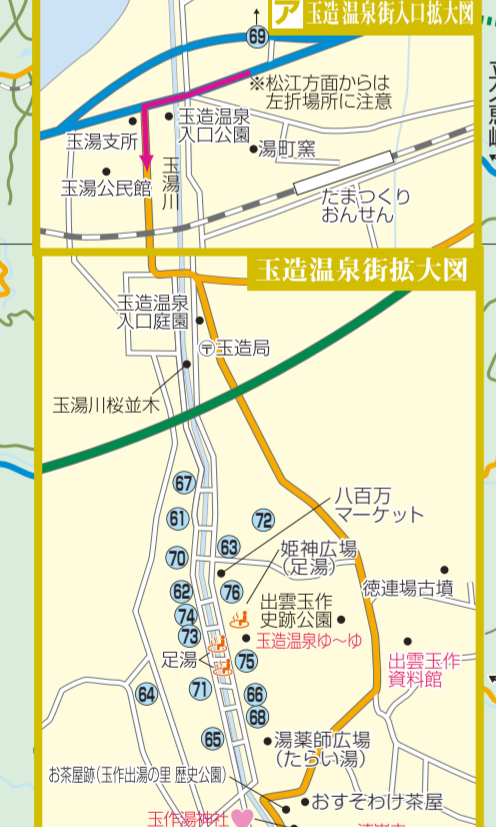 ア 玉造温泉街入口拡大図
69
※松江方面からは
左折場所に注意
玉湯支所
玉造温泉
入口公園
湯町窯
玉湯公民館
玉湯川
たまつくり
おんせん
玉造温泉街拡大図
玉造温泉
入口庭園
〒玉造局
玉湯川桜並木
67
61
72
八百万
マーケット
70
63
姫神広場
(足湯)
62
76
徳連場古墳
74
出雲玉作
史跡公園
73
玉造温泉ゆ～ゆ
足湯
75
出雲玉作
資料館
64
71
66
68
65
湯薬師広場
(たらい湯)
お茶屋跡(玉作出湯の里 歴史公園)
おすそわけ茶屋
玉作湯神社